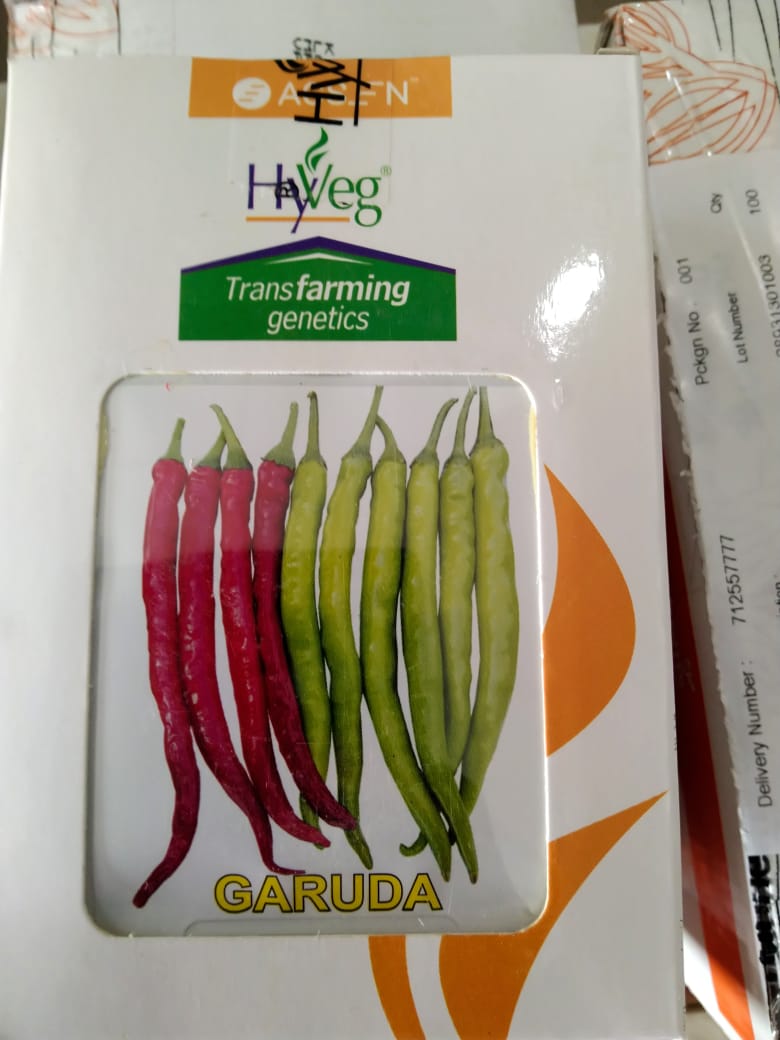 HyVeg®
Transfarming
genetics
GARUDA
Pckgn No. 001
Lot Number
Qty
100
Delivery Number : 712557777